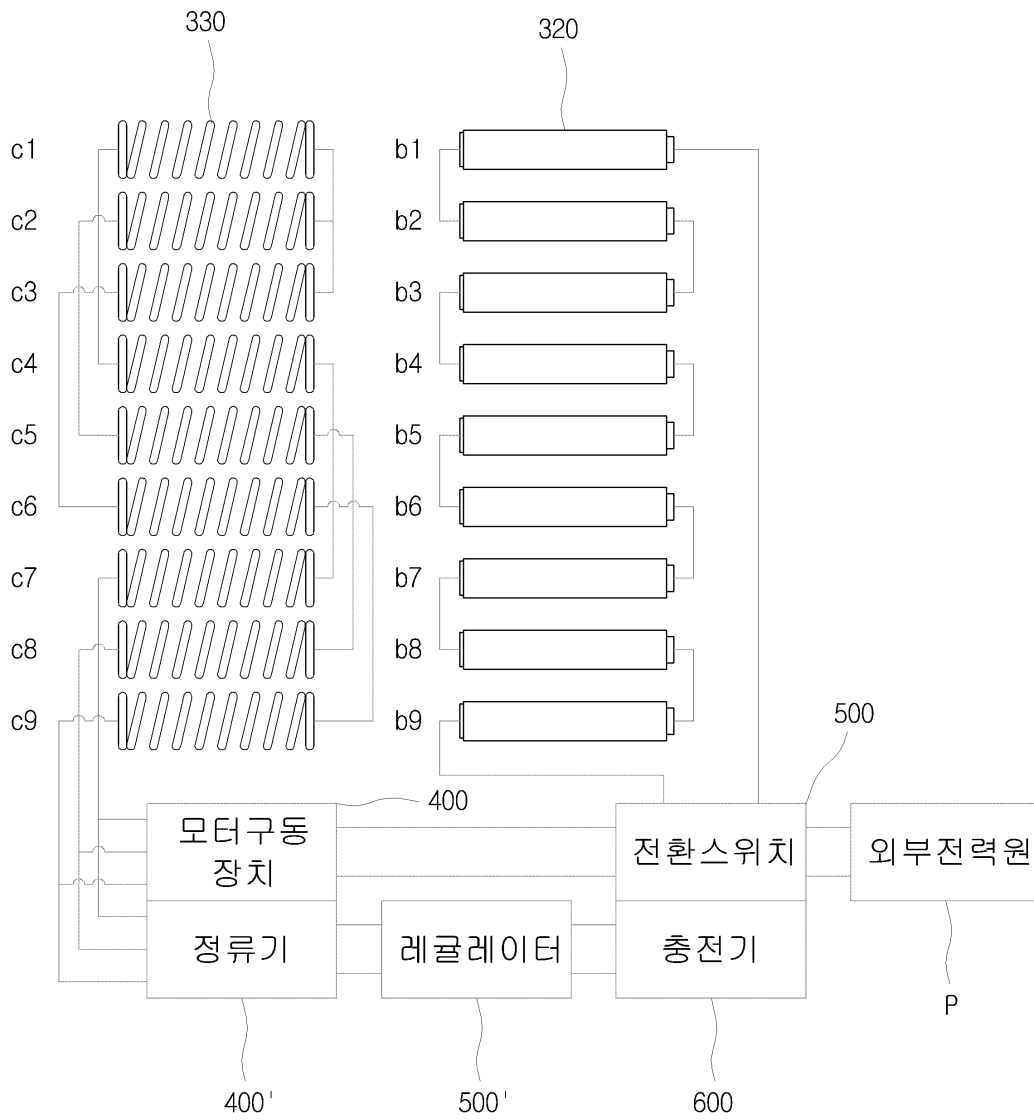 330
320
c1
b1
c2
b2
c3
b3
c4
b4
c5
b5
c6
b6
c7
b7
c8
b8
c9
b9
500
400
모터구동
장치
전환스위치
외부전력원
정류기
레귤레이터
충전기
P
400'
500'
600